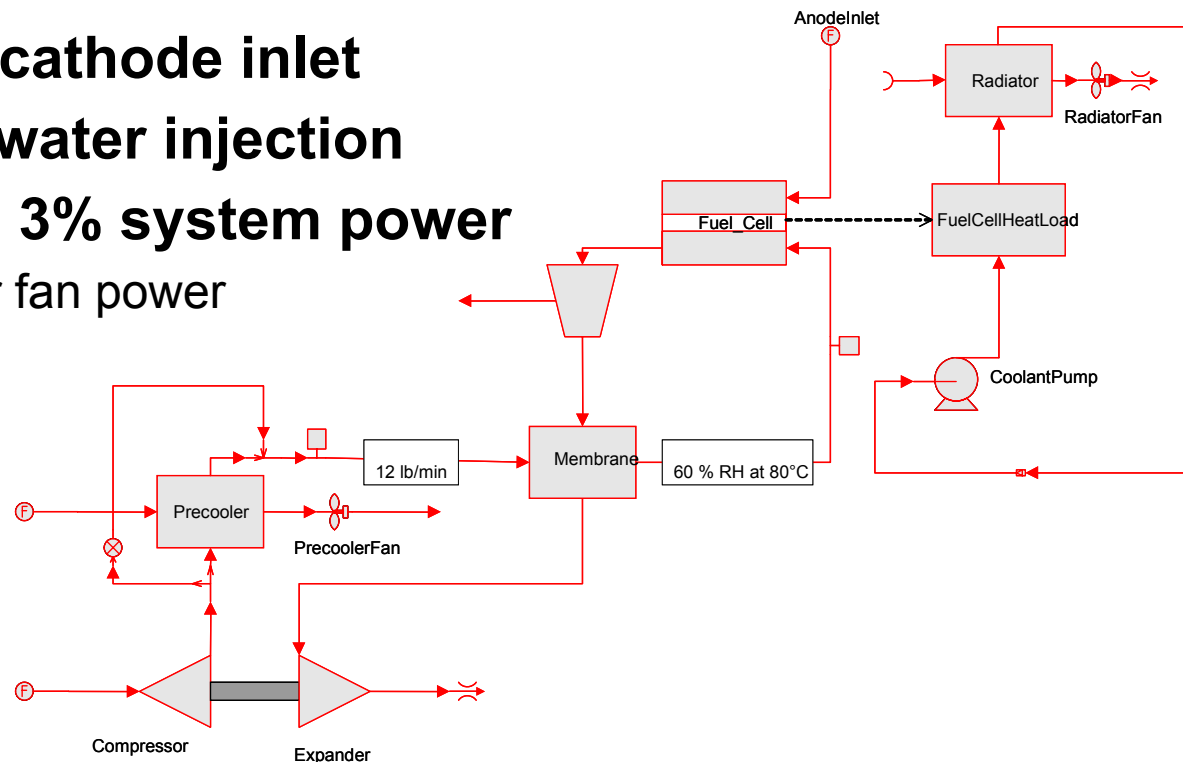 cathode inlet
water injection
3% system power
fan power
AnodeInlet
F
Radiator
RadiatorFan
Fuel_Cell
FuelCellHeatLoad
CoolantPump
12 lb/min
Membrane
60 % RH at 80°C
F
Precooler
PrecoolerFan
F
Compressor
Expander